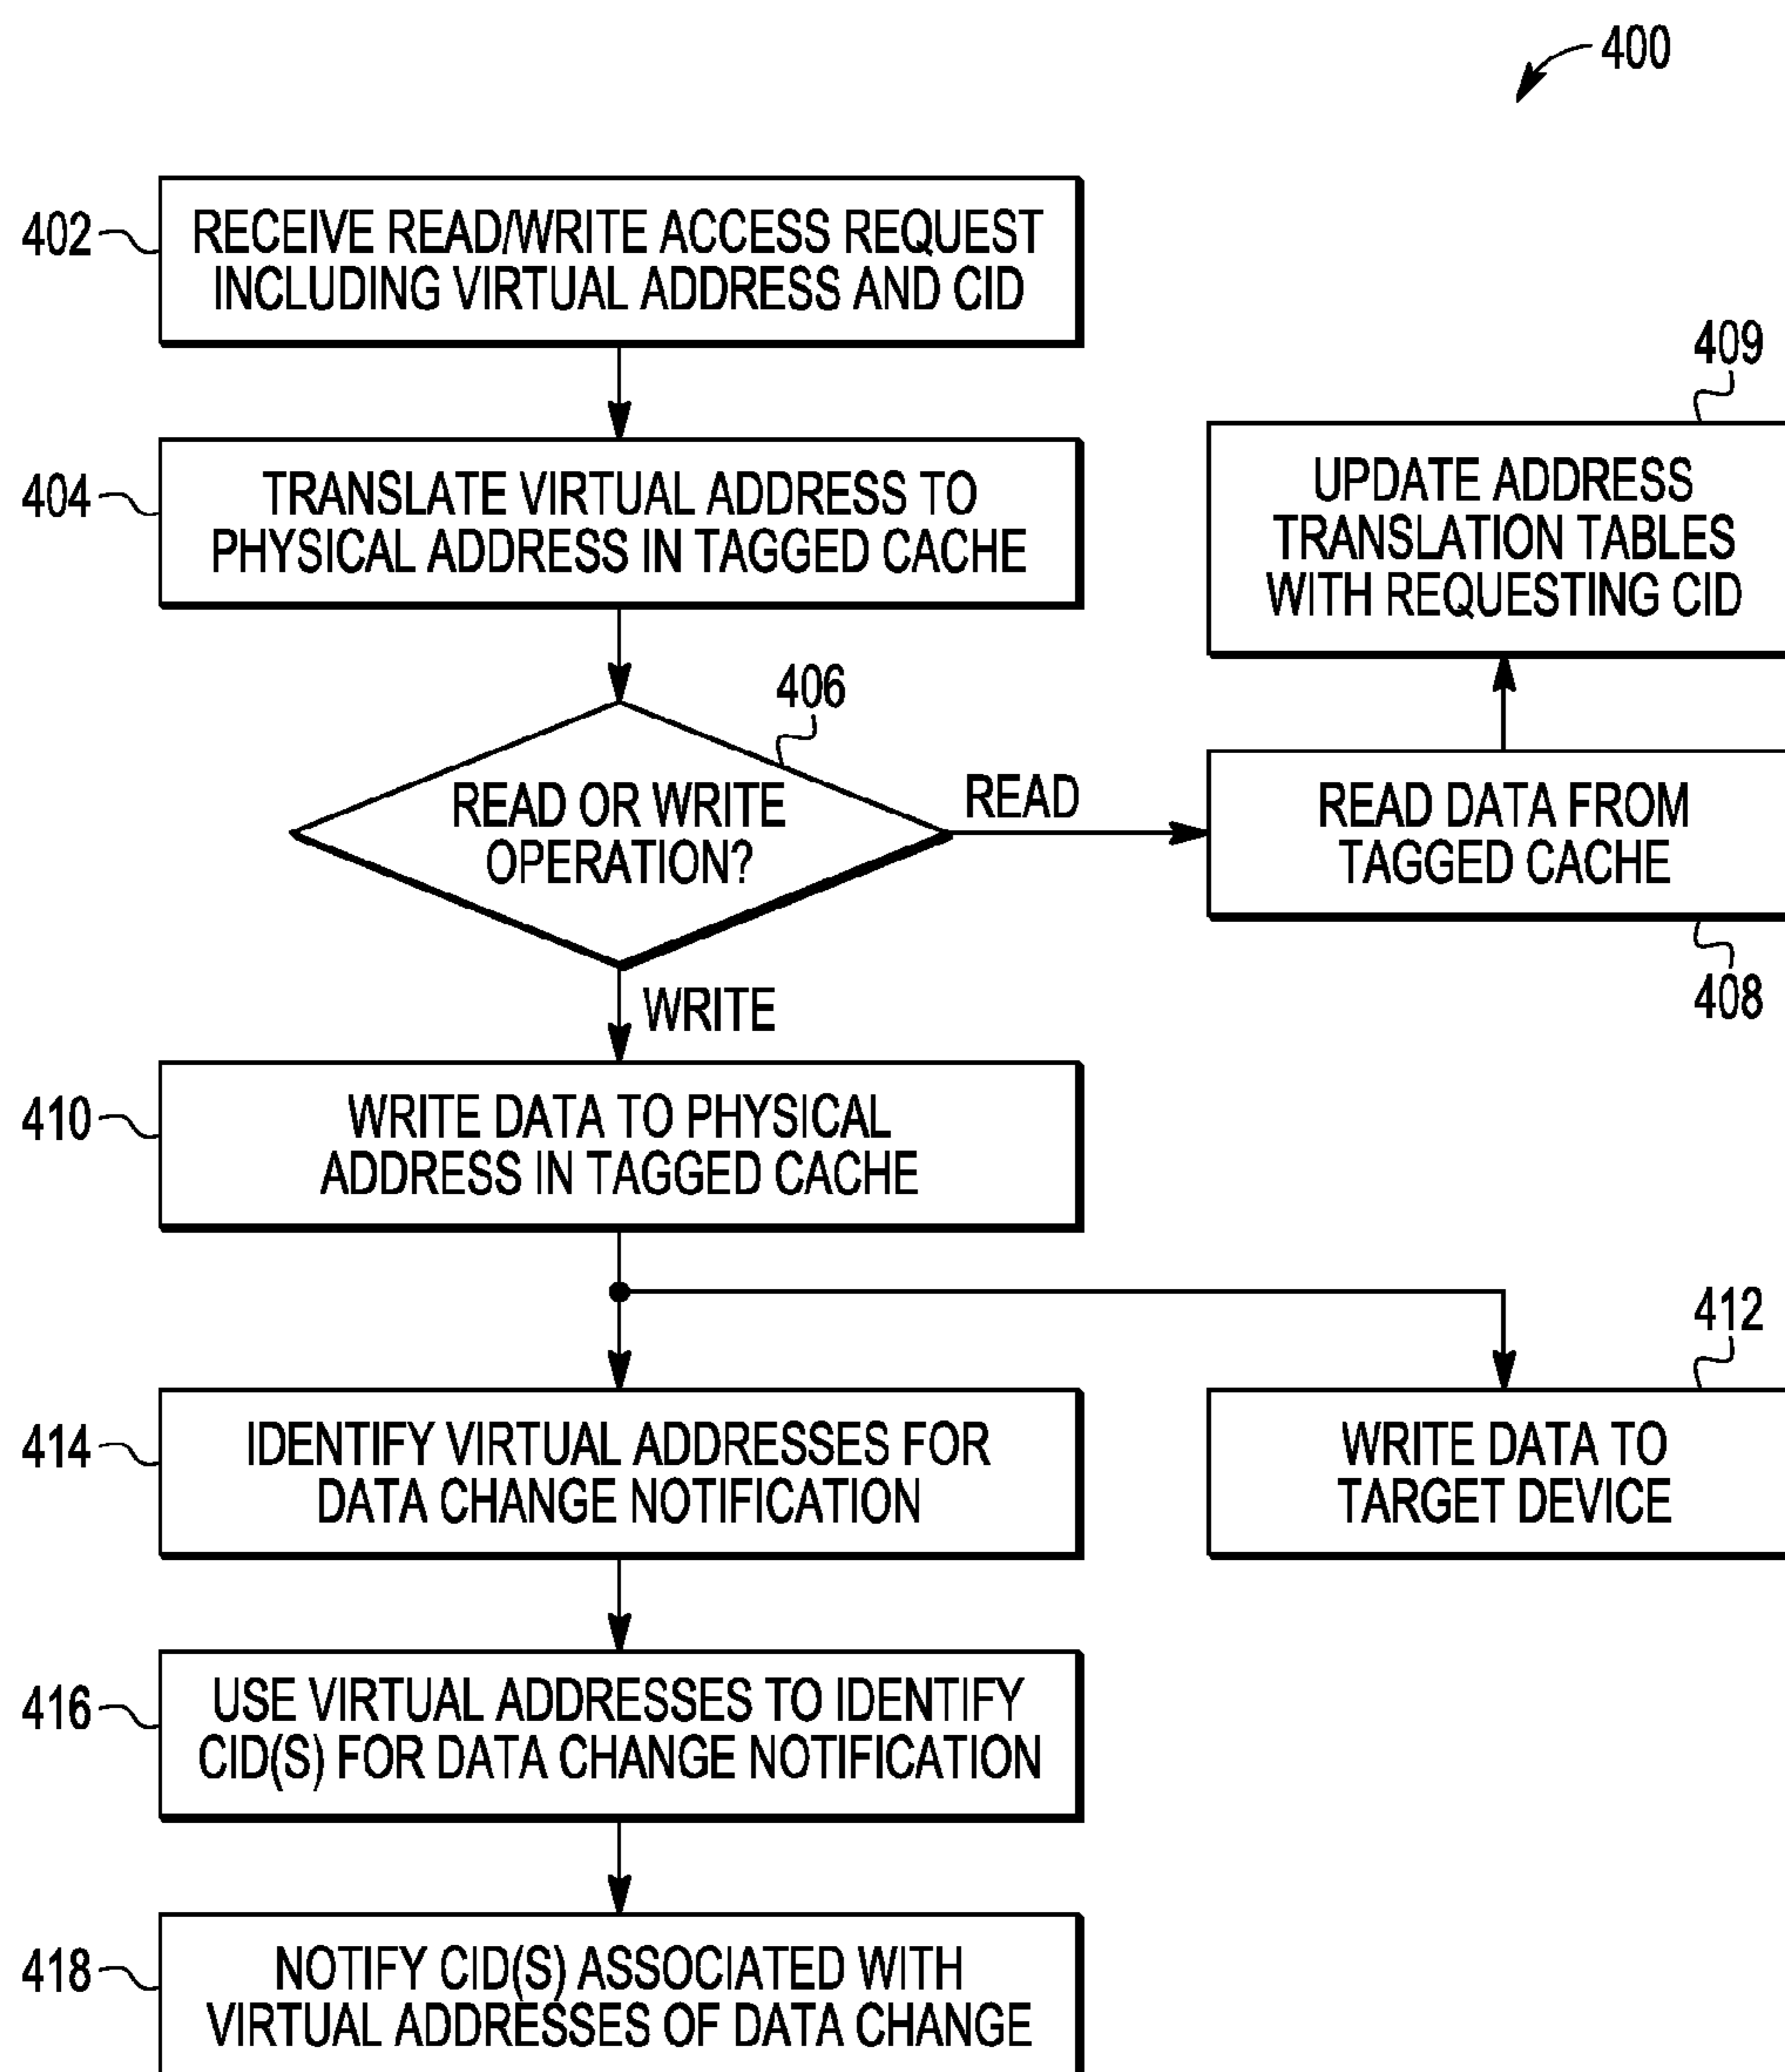 400
402
RECEIVE READ/WRITE ACCESS REQUEST
INCLUDING VIRTUAL ADDRESS AND CID
404
TRANSLATE VIRTUAL ADDRESS TO
PHYSICAL ADDRESS IN TAGGED CACHE
409
UPDATE ADDRESS
TRANSLATION TABLES
WITH REQUESTING CID
406
READ OR WRITE
OPERATION?
READ
READ DATA FROM
TAGGED CACHE
408
WRITE
410
WRITE DATA TO PHYSICAL
ADDRESS IN TAGGED CACHE
412
WRITE DATA TO
TARGET DEVICE
414
IDENTIFY VIRTUAL ADDRESSES FOR
DATA CHANGE NOTIFICATION
416
USE VIRTUAL ADDRESSES TO IDENTIFY
CID(S) FOR DATA CHANGE NOTIFICATION
418
NOTIFY CID(S) ASSOCIATED WITH
VIRTUAL ADDRESSES OF DATA CHANGE